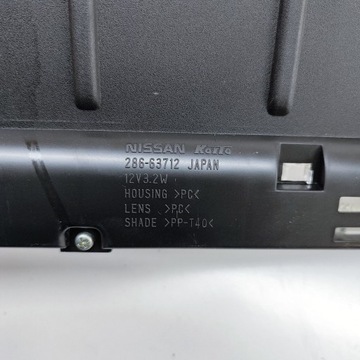 NISSAN Koito
286-63712 JAPAN
12V3.2W
HOUSING >PC<
LENS >PC<
SHADE >PP-T40<